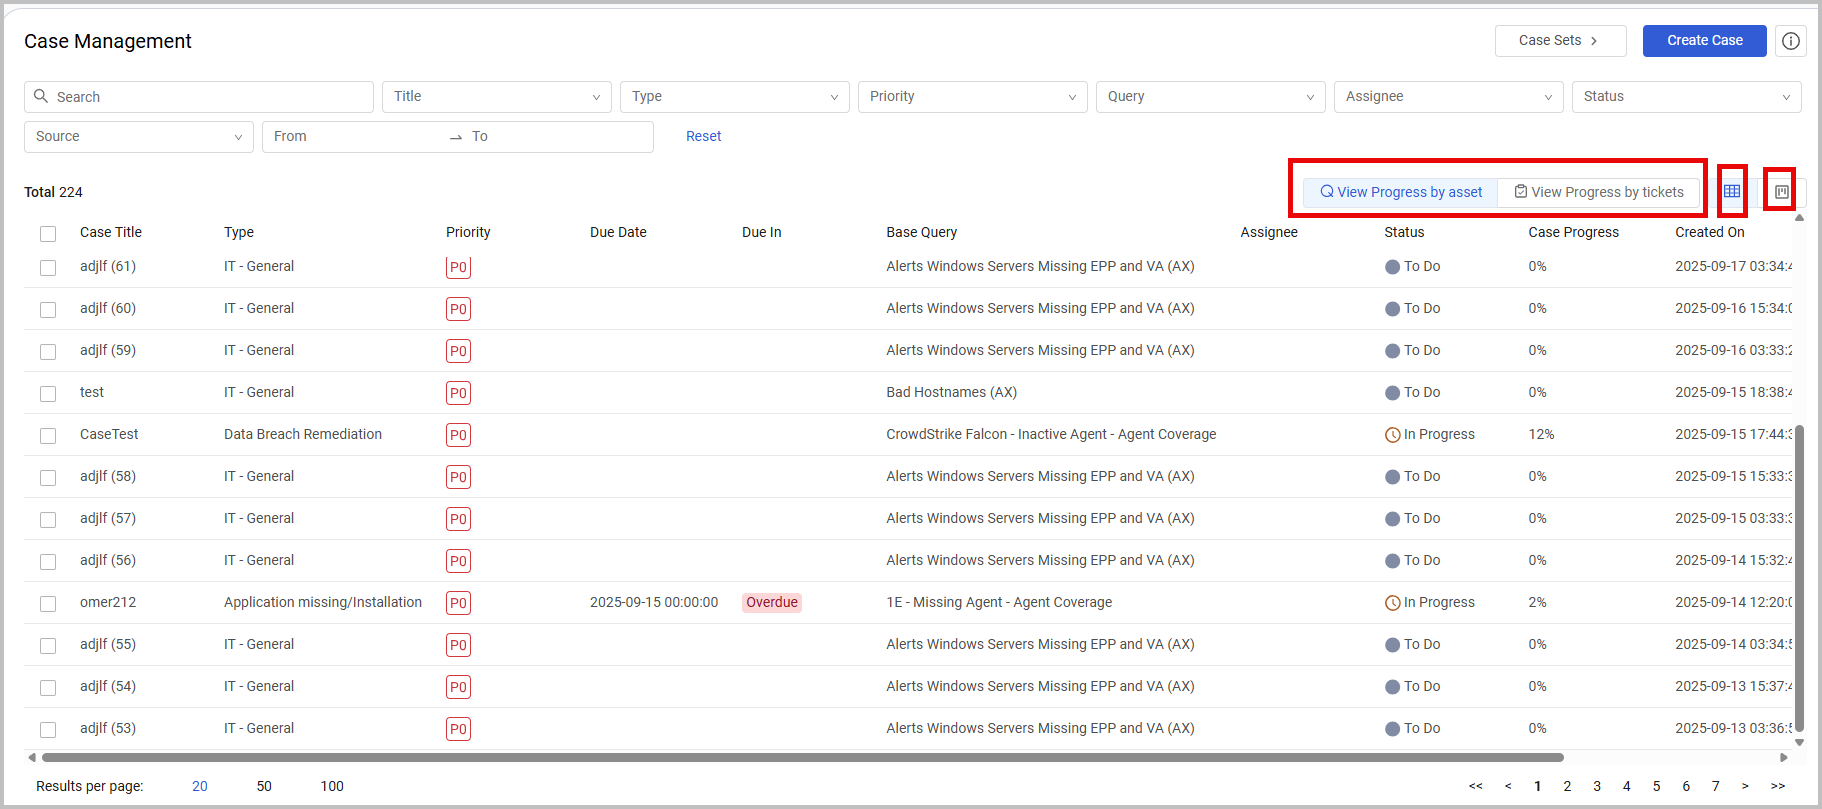 Case Management
Case Sets >
Create Case
Search
Title
Type
Priority
Query
Assignee
Status
Source
From → To
Reset
Total 224
View Progress by asset
View Progress by tickets
Case Title Type Priority Due Date Due In Base Query Assignee Status Case Progress Created On
adjlf (61) IT - General P0 Alerts Windows Servers Missing EPP and VA (AX) To Do 0% 2025-09-17 03:34:4
adjlf (60) IT - General P0 Alerts Windows Servers Missing EPP and VA (AX) To Do 0% 2025-09-16 15:34:0
adjlf (59) IT - General P0 Alerts Windows Servers Missing EPP and VA (AX) To Do 0% 2025-09-16 03:33:2
test IT - General P0 Bad Hostnames (AX) To Do 0% 2025-09-15 18:38:4
CaseTest Data Breach Remediation P0 CrowdStrike Falcon - Inactive Agent - Agent Coverage In Progress 12% 2025-09-15 17:44:3
adjlf (58) IT - General P0 Alerts Windows Servers Missing EPP and VA (AX) To Do 0% 2025-09-15 15:33:3
adjlf (57) IT - General P0 Alerts Windows Servers Missing EPP and VA (AX) To Do 0% 2025-09-15 03:33:3
adjlf (56) IT - General P0 Alerts Windows Servers Missing EPP and VA (AX) To Do 0% 2025-09-14 15:32:4
omer212 Application missing/Installation P0 2025-09-15 00:00:00 Overdue 1E - Missing Agent - Agent Coverage In Progress 2% 2025-09-14 12:20:0
adjlf (55) IT - General P0 Alerts Windows Servers Missing EPP and VA (AX) To Do 0% 2025-09-14 03:34:5
adjlf (54) IT - General P0 Alerts Windows Servers Missing EPP and VA (AX) To Do 0% 2025-09-13 15:37:4
adjlf (53) IT - General P0 Alerts Windows Servers Missing EPP and VA (AX) To Do 0% 2025-09-13 03:36:5
Results per page: 20 50 100
<< < 1 2 3 4 5 6 7 > >>